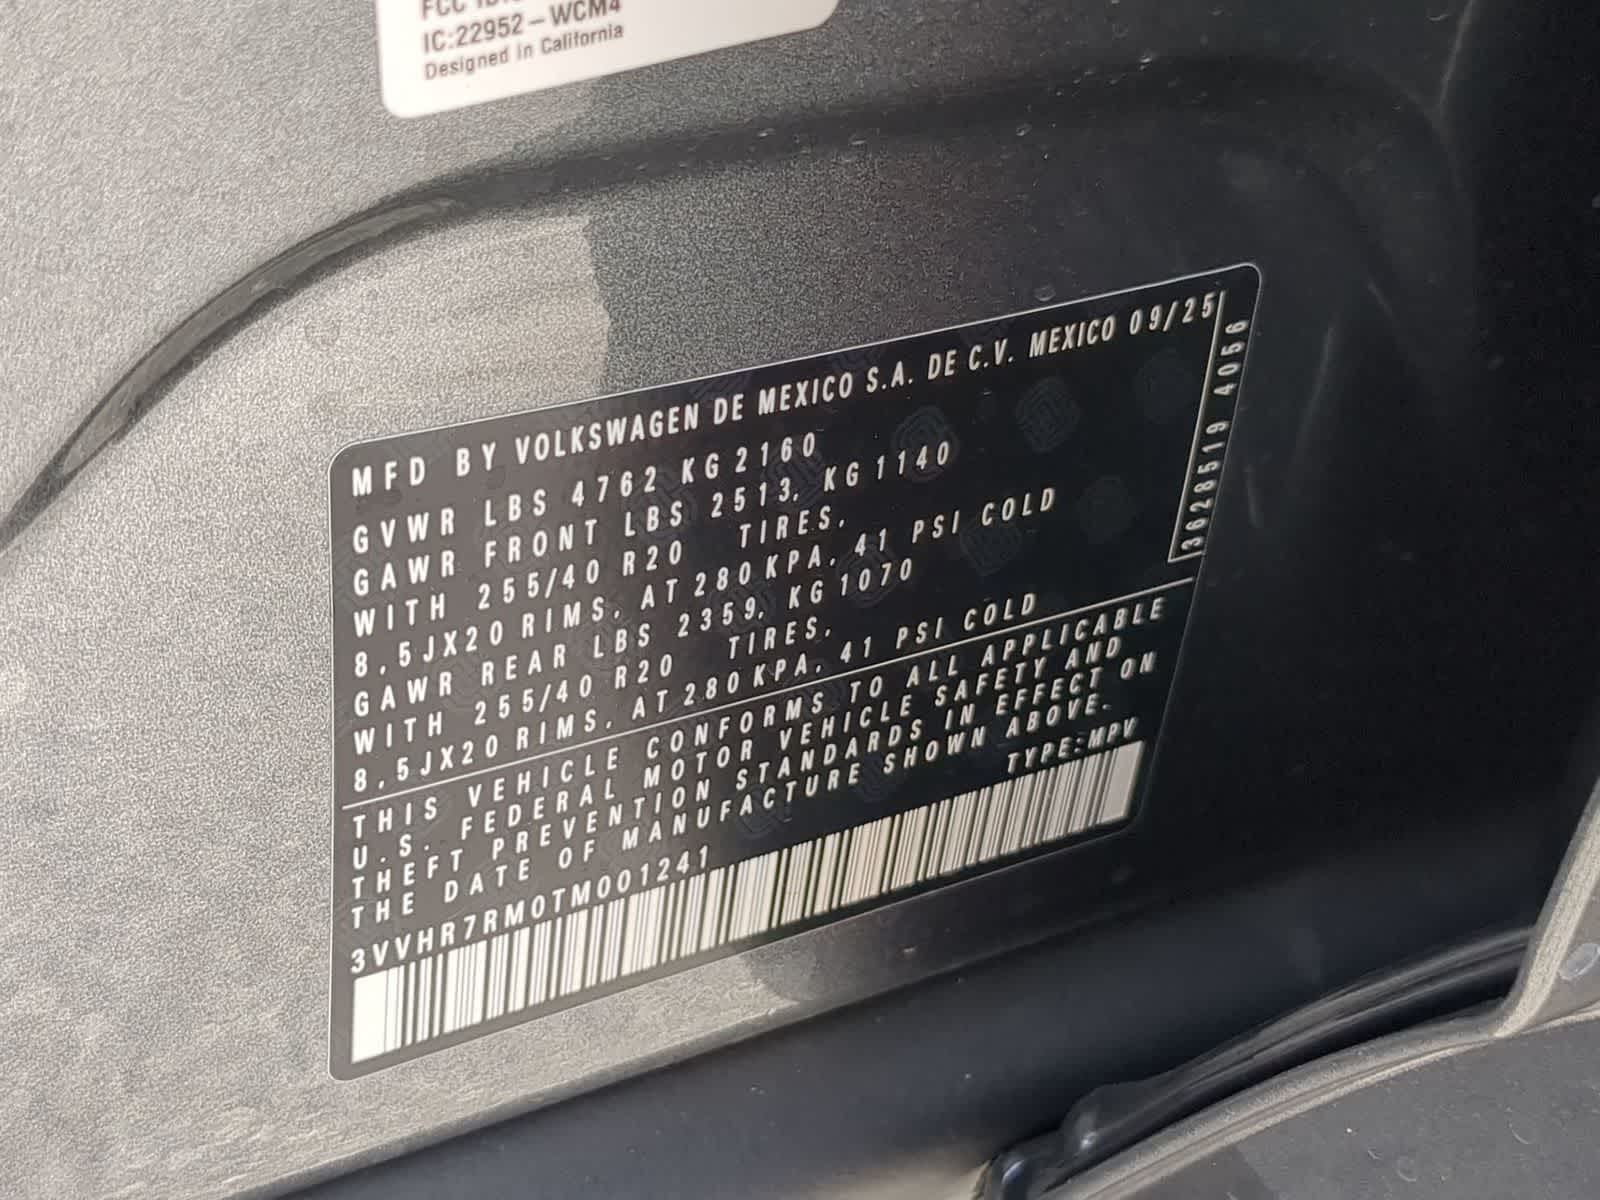 IC:22952-WCM4
Designed in California
MFD BY VOLKSWAGEN DE MEXICO S.A. DE C.V. MEXICO 09/25
GVWR LBS 4762 KG 2160
GAWR FRONT LBS 2513, KG 1140
WITH 255/40 R20 TIRES,
8,5JX20 RIMS, AT 280 KPA, 41 PSI COLD
GAWR REAR LBS 2359, KG 1070
WITH 255/40 R20 TIRES,
8,5JX20 RIMS, AT 280 KPA, 41 PSI COLD
3628519 4056
THIS VEHICLE CONFORMS TO ALL APPLICABLE
U.S. FEDERAL MOTOR VEHICLE SAFETY AND
THEFT PREVENTION STANDARDS IN EFFECT ON
THE DATE OF MANUFACTURE SHOWN ABOVE.
TYPE:MPV
3VVHR7RM0TM001241